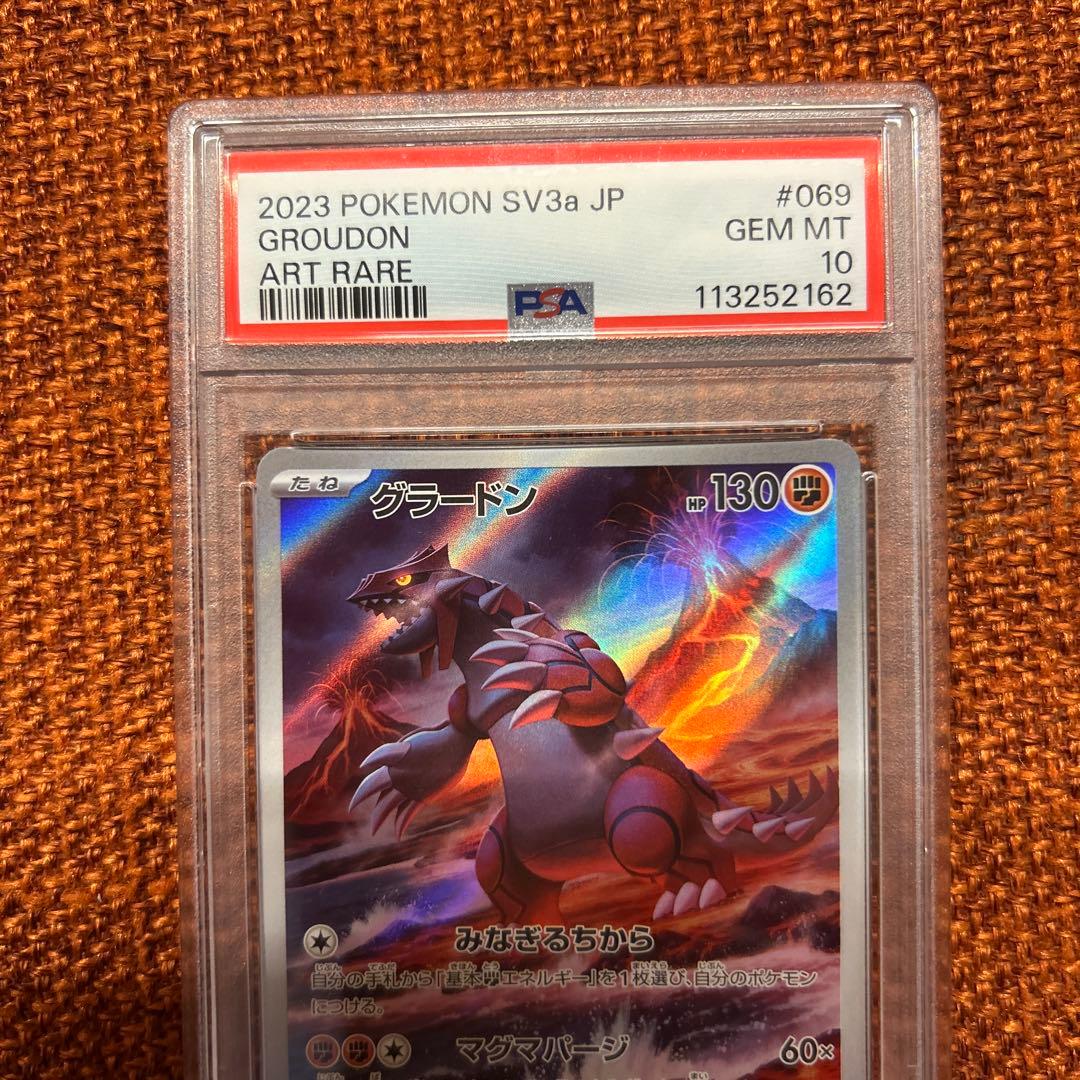 2023 POKEMON SV3a JP #069
GROUDON GEM MT
ART RARE 10
PSA 113252162
たね グラードン HP 130
みなぎるちから
自分の手札から「基本エネルギー」を1枚選び、自分のポケモン
につける。
マグマパージ 60×